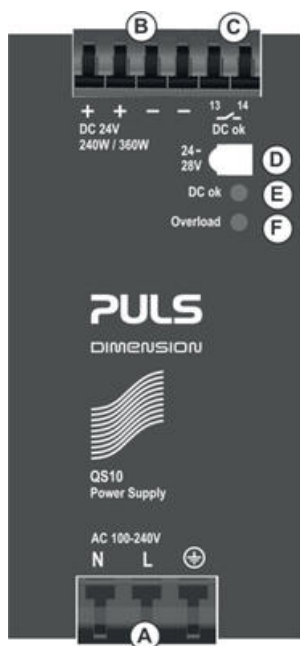 B
C
+ + − −
13 14
DC 24V
240W / 360W
DC ok
24-
28V
D
DC ok
E
Overload
F
PULS
DIMENSION
QS10
Power Supply
AC 100-240V
N L
A